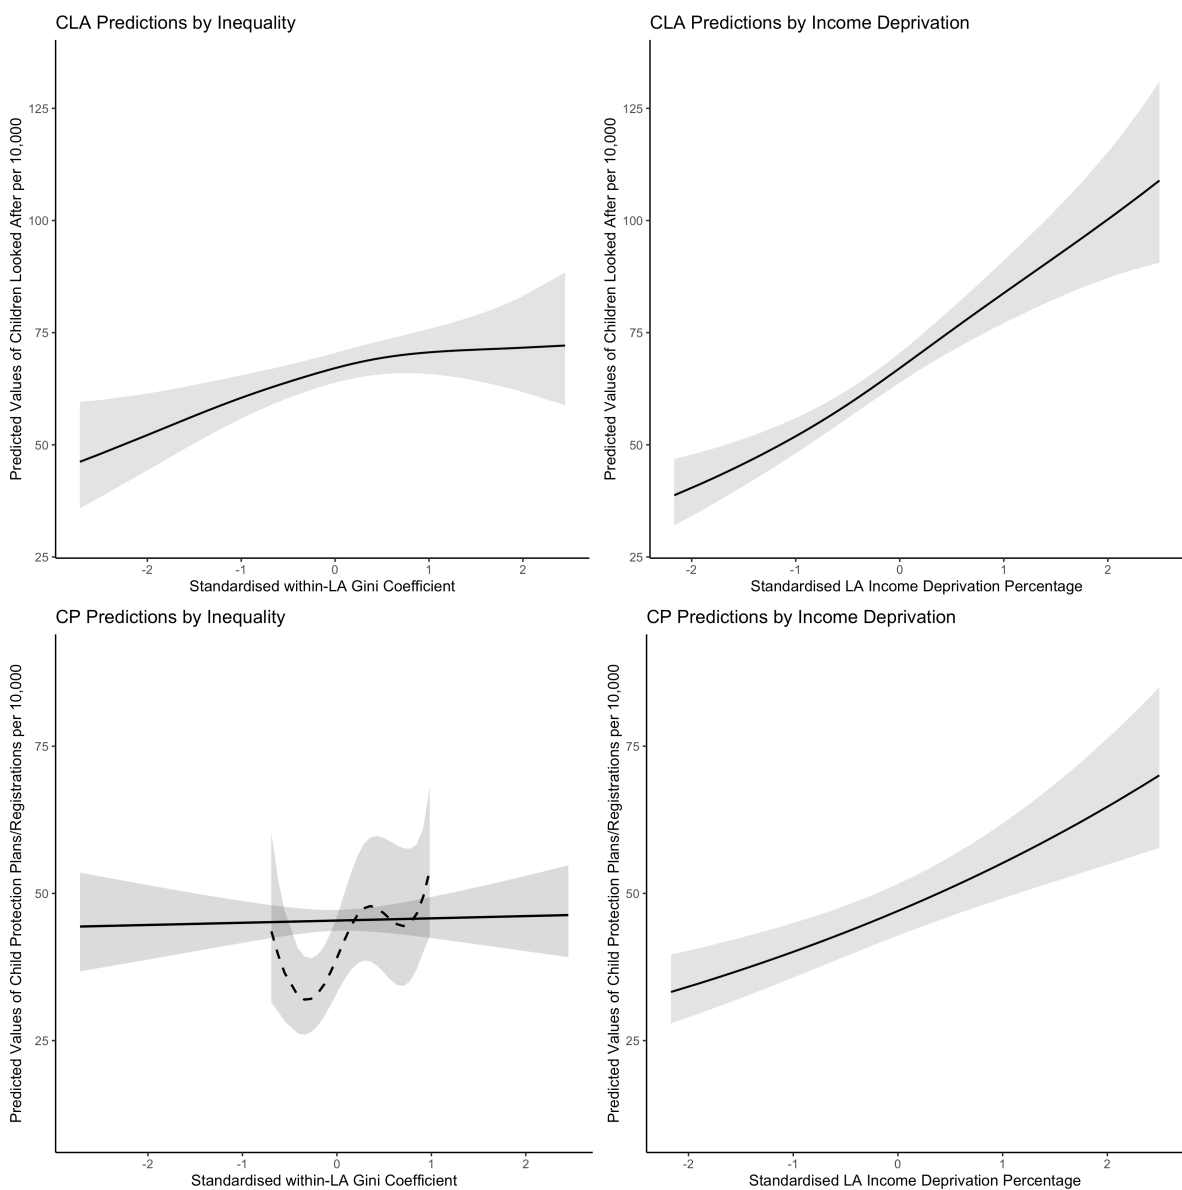 CLA Predictions by Inequality
Predicted Values of Children Looked After per 10,000
125
100
75
50
25
-2 -1 0 1 2
Standardised within-LA Gini Coefficient
CLA Predictions by Income Deprivation
Predicted Values of Children Looked After per 10,000
125
100
75
50
25
-2 -1 0 1 2
Standardised LA Income Deprivation Percentage
CP Predictions by Inequality
Predicted Values of Child Protection Plans/Registrations per 10,000
75
50
25
-2 -1 0 1 2
Standardised within-LA Gini Coefficient
CP Predictions by Income Deprivation
Predicted Values of Child Protection Plans/Registrations per 10,000
75
50
25
-2 -1 0 1 2
Standardised LA Income Deprivation Percentage